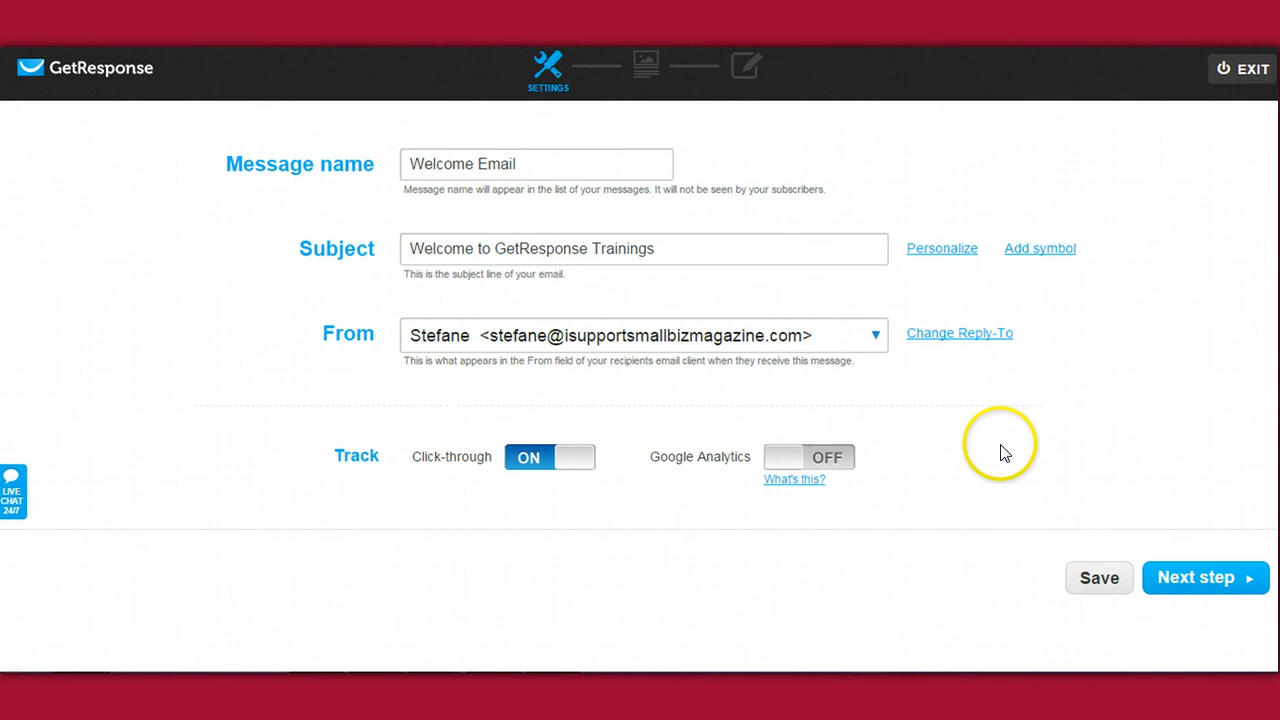 GetResponse
SETTINGS
EXIT
Message name
Welcome Email
Message name will appear in the list of your messages. It will not be seen by your subscribers.
Subject
Welcome to GetResponse Trainings
Personalize
Add symbol
This is the subject line of your email.
From
Stefane <stefane@isupportsmallbizmagazine.com>
Change Reply-To
This is what appears in the From field of your recipients email client when they receive this message.
Track
Click-through
ON
Google Analytics
OFF
What's this?
LIVE
CHAT
24/7
Save
Next step